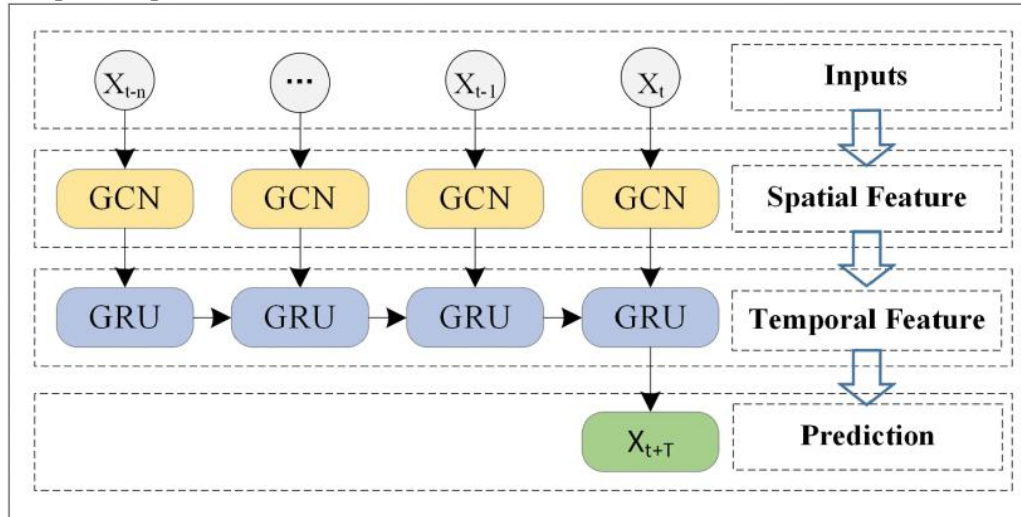 X_{t-n} ... X_{t-1} X_t Inputs
GCN GCN GCN GCN Spatial Feature
GRU GRU GRU GRU Temporal Feature
X_{t+T} Prediction